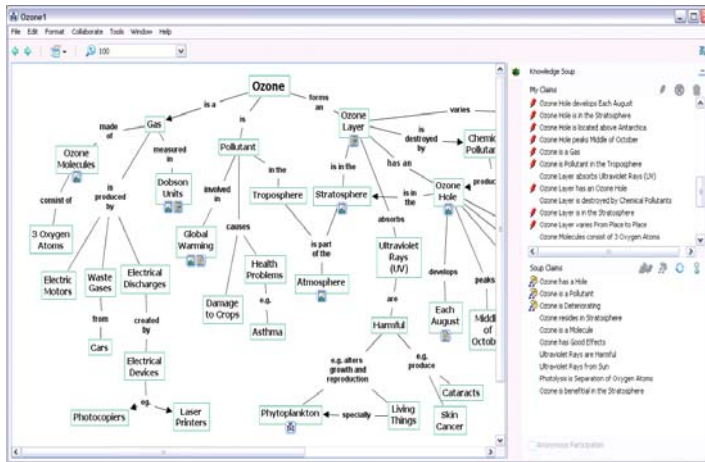 Ozone1
File Edit Format Collaborate Tools Window Help
100
Ozone
is a
is
forms
an
varies
Gas
made
of
Ozone
Molecules
measured
in
Dobson
Units
consist of
3 Oxygen
Atoms
is
produced
by
Electric
Motors
Waste
Gases
Electrical
Discharges
from
Cars
created
by
Electrical
Devices
eg.
Photocopiers
Laser
Printers
Pollutant
involved
in
Global
Warming
causes
Damage
to Crops
Health
Problems
e.g.
Asthma
in the
Troposphere
is part
of the
Atmosphere
Ozone
Layer
is in the
Stratosphere
is
destroyed
by
Chemic
Pollutan
produc
has an
Ozone
Hole
is in the
absorbs
Ultraviolet
Rays
(UV)
are
Harmful
e.g. alters
growth and
reproduction
Phytoplankton
specially
Living
Things
e.g.
produce
Skin
Cancer
Cataracts
develops
Each
August
peaks
Middl
of
Octob
Knowledge Soup
My Claims
Ozone Hole develops Each August
Ozone Hole is in the Stratosphere
Ozone Hole is located above Antarctica
Ozone Hole peaks Middle of October
Ozone is a Gas
Ozone is Pollutant in the Troposphere
Ozone Layer absorbs Ultraviolet Rays (UV)
Ozone Layer has an Ozone Hole
Ozone Layer is destroyed by Chemical Pollutants
Ozone Layer is in the Stratosphere
Ozone Layer varies From Place to Place
Ozone Molecules consist of 3 Oxygen Atoms
Soup Claims
Ozone has a Hole
Ozone is a Pollutant
Ozone is Deteriorating
Ozone resides in Stratosphere
Ozone is a Molecule
Ozone has Good Effects
Ultraviolet Rays are Harmful
Ultraviolet Rays from Sun
Photolysis is Separation of Oxygen Atoms
Ozone is benefitial in the Stratosphere
Anonymous Participation